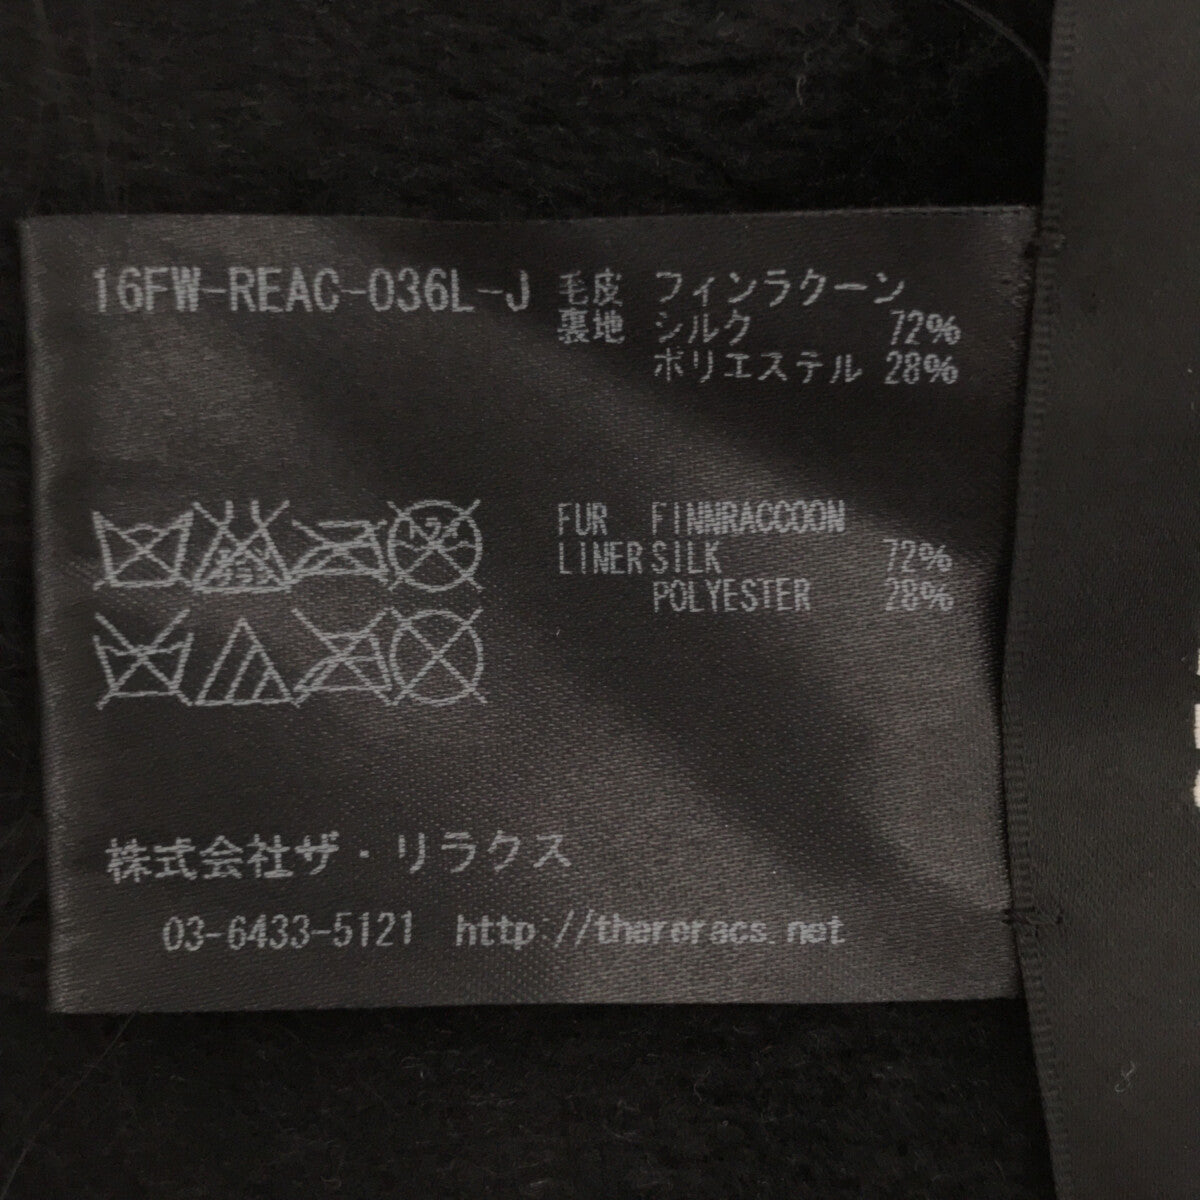 16FW-REAC-036L-J
毛皮 フィンラクーン
裏地 シルク 72%
ポリエステル 28%
FUR FINNRACCOON
LINER SILK 72%
POLYESTER 28%
株式会社ザ・リラクス
03-6433-5121 http://thereracs.net